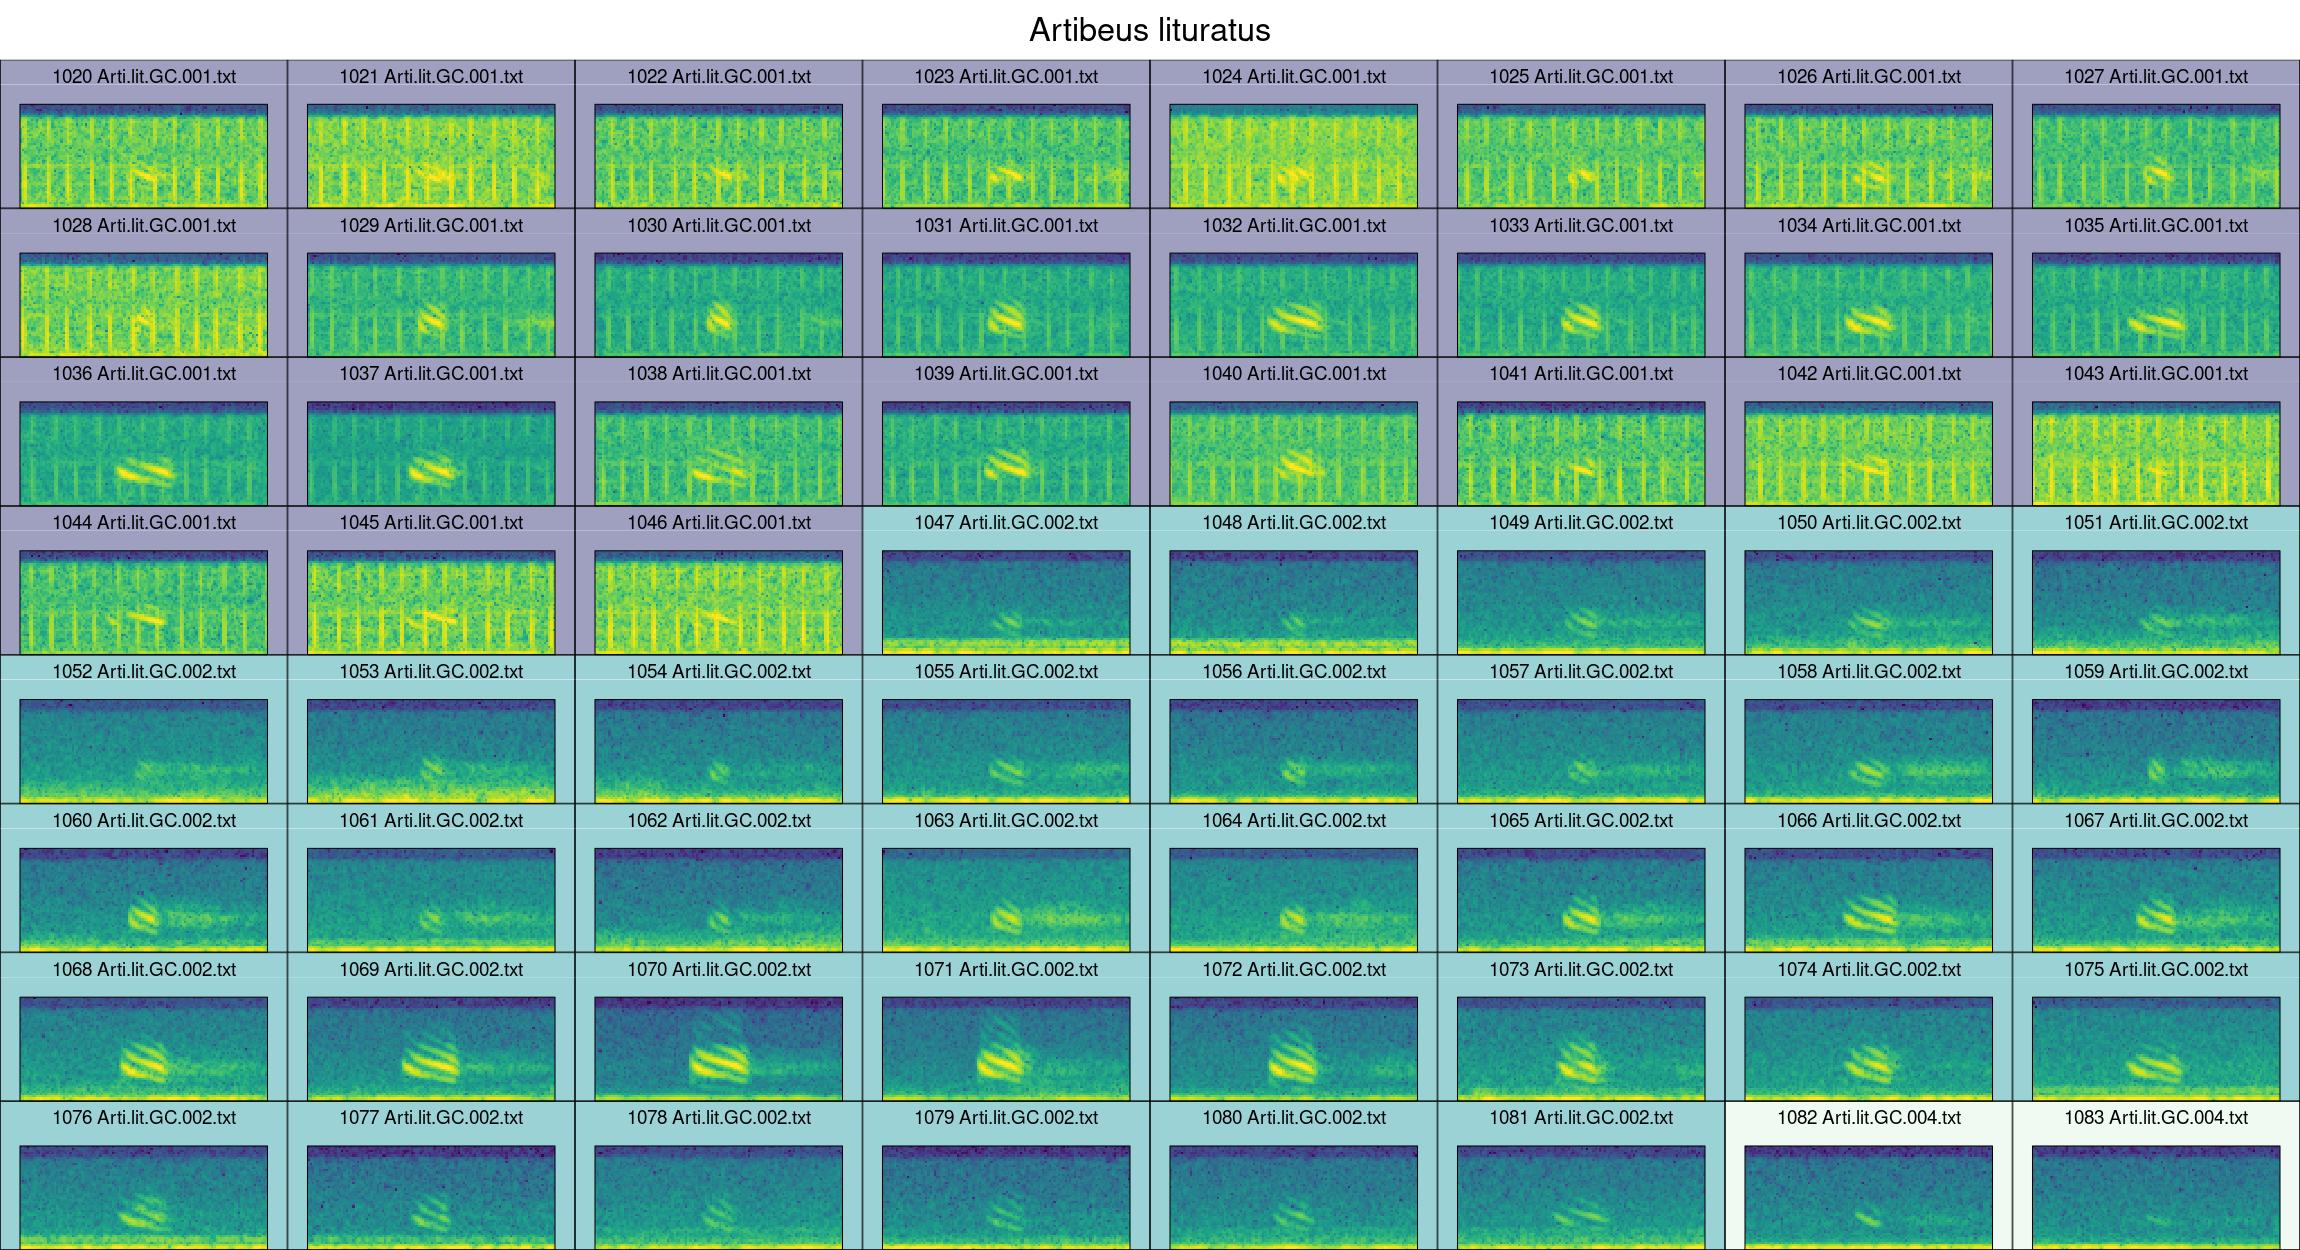 Artibeus lituratus
1020 Arti.lit.GC.001.txt 1021 Arti.lit.GC.001.txt 1022 Arti.lit.GC.001.txt 1023 Arti.lit.GC.001.txt 1024 Arti.lit.GC.001.txt 1025 Arti.lit.GC.001.txt 1026 Arti.lit.GC.001.txt 1027 Arti.lit.GC.001.txt
1028 Arti.lit.GC.001.txt 1029 Arti.lit.GC.001.txt 1030 Arti.lit.GC.001.txt 1031 Arti.lit.GC.001.txt 1032 Arti.lit.GC.001.txt 1033 Arti.lit.GC.001.txt 1034 Arti.lit.GC.001.txt 1035 Arti.lit.GC.001.txt
1036 Arti.lit.GC.001.txt 1037 Arti.lit.GC.001.txt 1038 Arti.lit.GC.001.txt 1039 Arti.lit.GC.001.txt 1040 Arti.lit.GC.001.txt 1041 Arti.lit.GC.001.txt 1042 Arti.lit.GC.001.txt 1043 Arti.lit.GC.001.txt
1044 Arti.lit.GC.001.txt 1045 Arti.lit.GC.001.txt 1046 Arti.lit.GC.001.txt 1047 Arti.lit.GC.002.txt 1048 Arti.lit.GC.002.txt 1049 Arti.lit.GC.002.txt 1050 Arti.lit.GC.002.txt 1051 Arti.lit.GC.002.txt
1052 Arti.lit.GC.002.txt 1053 Arti.lit.GC.002.txt 1054 Arti.lit.GC.002.txt 1055 Arti.lit.GC.002.txt 1056 Arti.lit.GC.002.txt 1057 Arti.lit.GC.002.txt 1058 Arti.lit.GC.002.txt 1059 Arti.lit.GC.002.txt
1060 Arti.lit.GC.002.txt 1061 Arti.lit.GC.002.txt 1062 Arti.lit.GC.002.txt 1063 Arti.lit.GC.002.txt 1064 Arti.lit.GC.002.txt 1065 Arti.lit.GC.002.txt 1066 Arti.lit.GC.002.txt 1067 Arti.lit.GC.002.txt
1068 Arti.lit.GC.002.txt 1069 Arti.lit.GC.002.txt 1070 Arti.lit.GC.002.txt 1071 Arti.lit.GC.002.txt 1072 Arti.lit.GC.002.txt 1073 Arti.lit.GC.002.txt 1074 Arti.lit.GC.002.txt 1075 Arti.lit.GC.002.txt
1076 Arti.lit.GC.002.txt 1077 Arti.lit.GC.002.txt 1078 Arti.lit.GC.002.txt 1079 Arti.lit.GC.002.txt 1080 Arti.lit.GC.002.txt 1081 Arti.lit.GC.002.txt 1082 Arti.lit.GC.004.txt 1083 Arti.lit.GC.004.txt